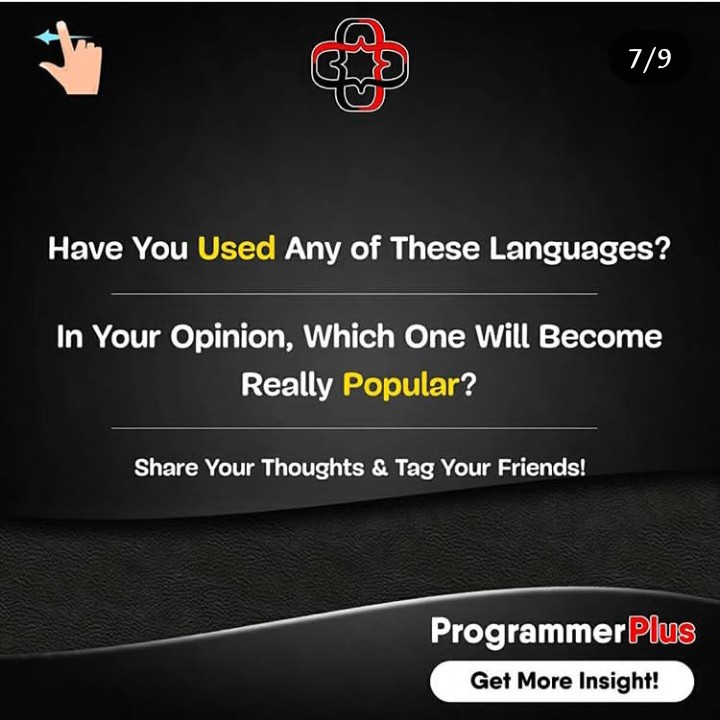 7/9
Have You Used Any of These Languages?
In Your Opinion, Which One Will Become
Really Popular?
Share Your Thoughts & Tag Your Friends!
ProgrammerPlus
Get More Insight!